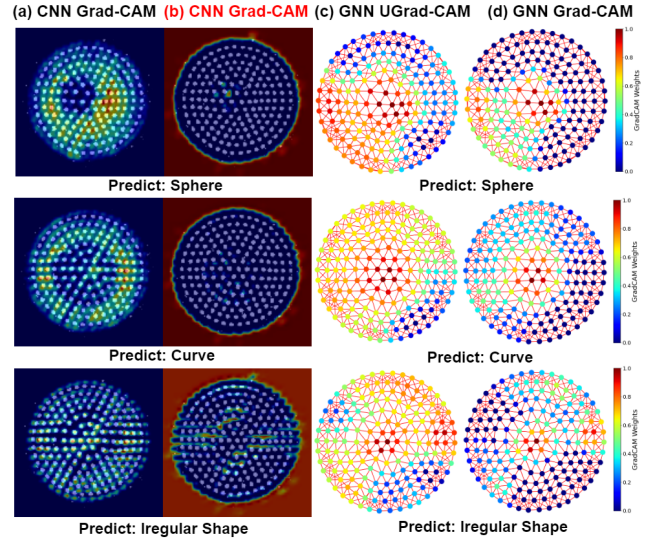 (a) CNN Grad-CAM (b) CNN Grad-CAM (c) GNN UGrad-CAM (d) GNN Grad-CAM
1.0
0.8
0.6
0.4
0.2
0.0
GradCAM Weights
Predict: Sphere Predict: Sphere
1.0
0.8
0.6
0.4
0.2
0.0
GradCAM Weights
Predict: Curve Predict: Curve
1.0
0.8
0.6
0.4
0.2
0.0
GradCAM Weights
Predict: Iregular Shape Predict: Iregular Shape